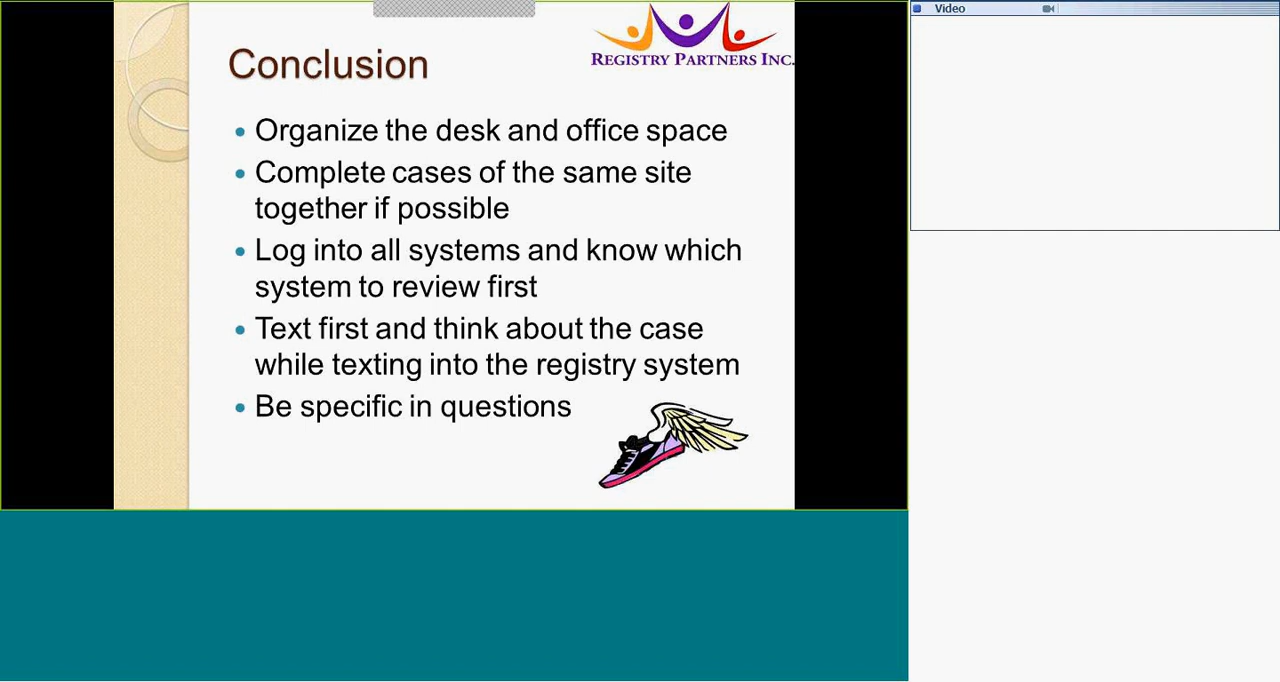 Video
REGISTRY PARTNERS INC.
Conclusion
Organize the desk and office space
Complete cases of the same site
together if possible
Log into all systems and know which
system to review first
Text first and think about the case
while texting into the registry system
Be specific in questions